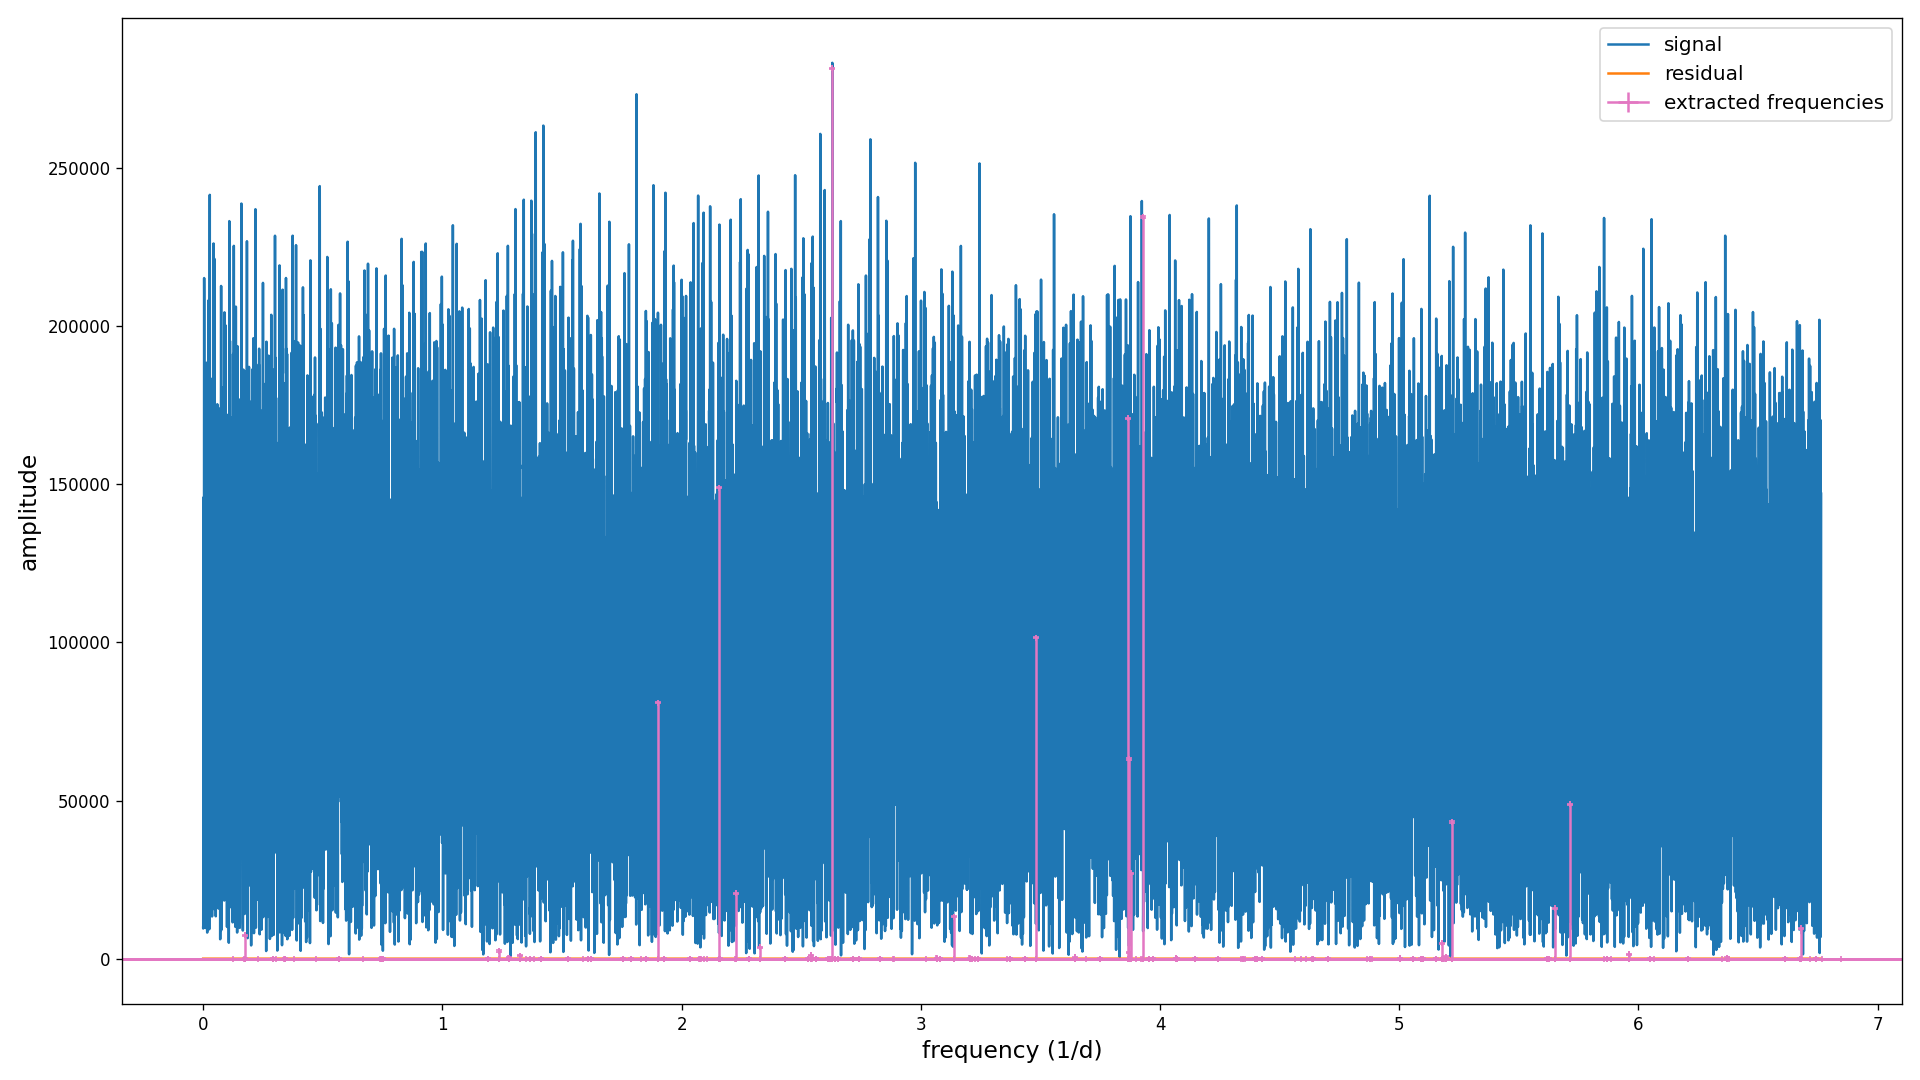 signal
residual
extracted frequencies
amplitude
250000
200000
150000
100000
50000
0
0 1 2 3 4 5 6 7
frequency (1/d)